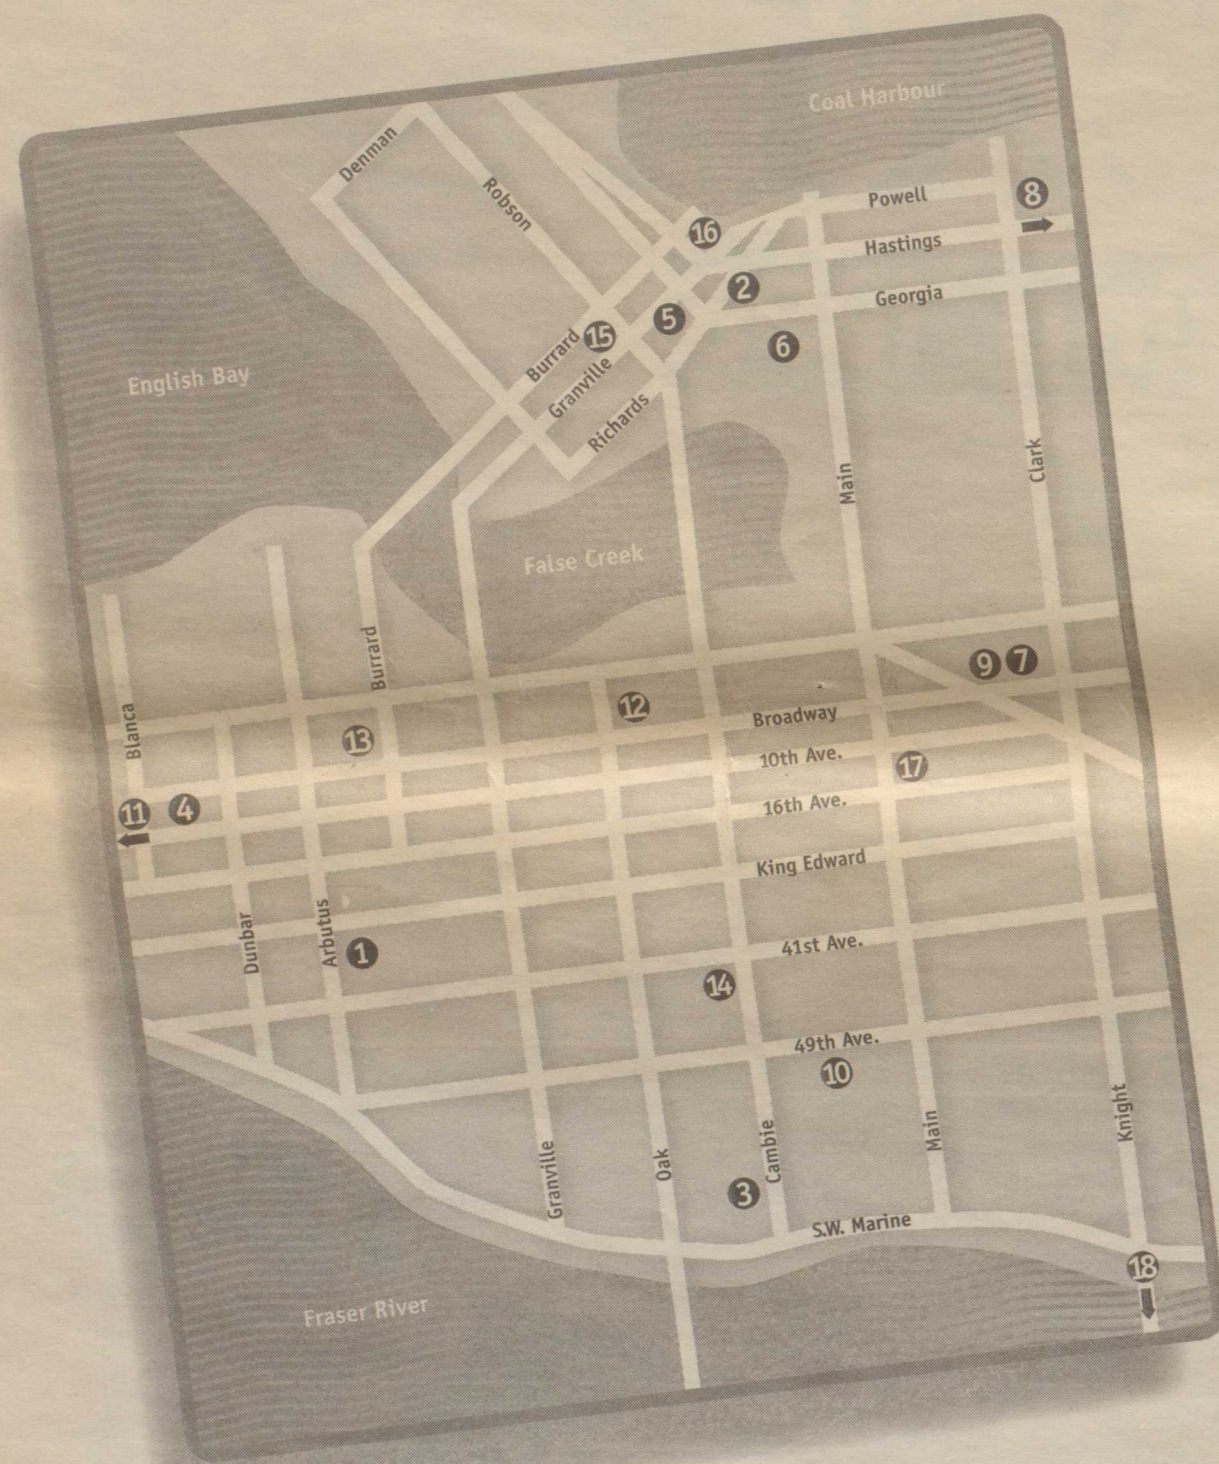 Coal Harbour
Denman
Robson
Powell
8
16
Hastings
2
Georgia
5
15
6
Burrard
Granville
English Bay
Richards
Main
Clark
False Creek
Burrard
9 7
12
Blanca
Broadway
13
10th Ave.
17
11 4
16th Ave.
King Edward
Dunbar
Arbutus
1
41st Ave.
14
49th Ave.
10
Granville
Oak
Cambie
Main
Knight
3
S.W. Marine
18
Fraser River